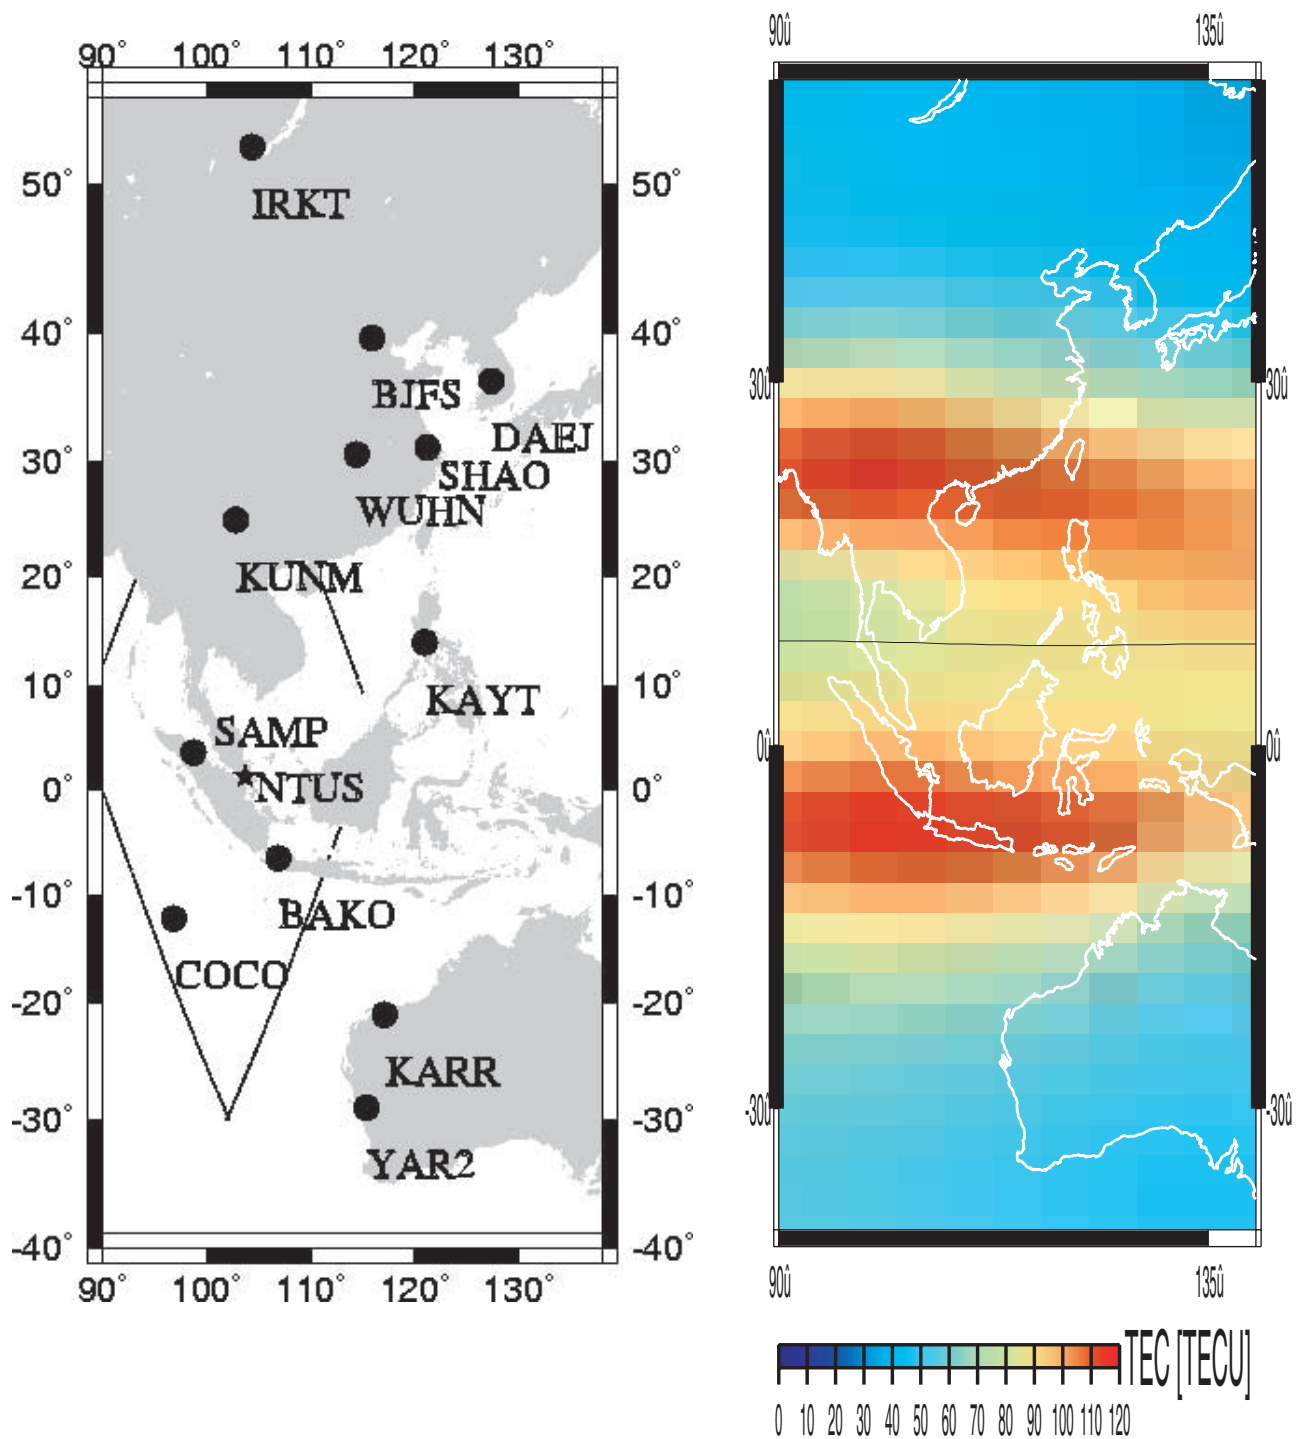 90° 100° 110° 120° 130°
50° 50°
40° 40°
30° 30°
20° 20°
10° 10°
0° 0°
-10° -10°
-20° -20°
-30° -30°
-40° -40°
90° 100° 110° 120° 130°
IRKT
BJFS
DAEJ
SHAO
WUHN
KUNM
KAYT
SAMP
NTUS
BAKO
COCO
KARR
YAR2
90û 135û
30û 30û
0û 0û
-30û -30û
90û 135û
TEC [TECU]
0 10 20 30 40 50 60 70 80 90 100 110 120